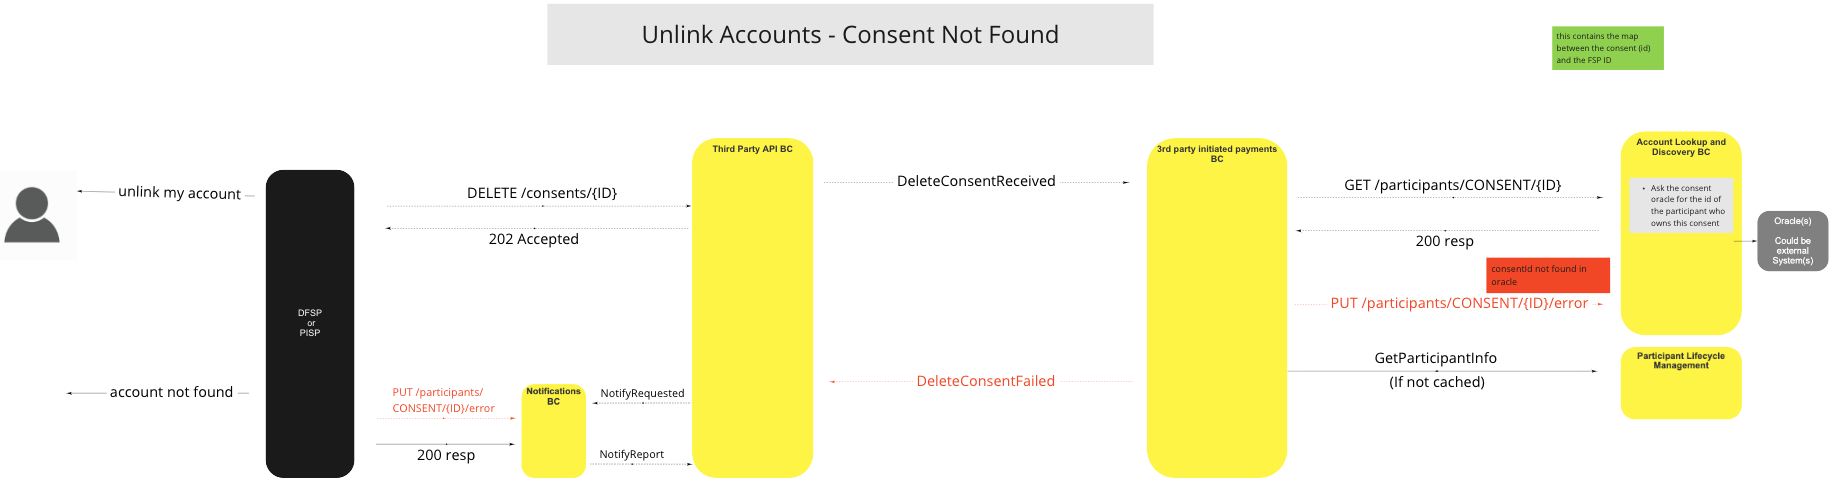 Unlink Accounts - Consent Not Found
this contains the map
between the consent (id)
and the FSP ID
Third Party API BC
3rd party initiated payments
BC
Account Lookup and
Discovery BC
unlink my account
DELETE /consents/{ID}
202 Accepted
DeleteConsentReceived
GET /participants/CONSENT/{ID}
200 resp
• Ask the consent
oracle for the id of
the participant who
owns this consent
Oracle(s)
Could be
external
System(s)
consentId not found in
oracle
PUT /participants/CONSENT/{ID}/error
DFSP
or
PISP
GetParticipantInfo
(If not cached)
Participant Lifecycle
Management
DeleteConsentFailed
account not found
PUT /participants/
CONSENT/{ID}/error
Notifications
BC
NotifyRequested
200 resp
NotifyReport